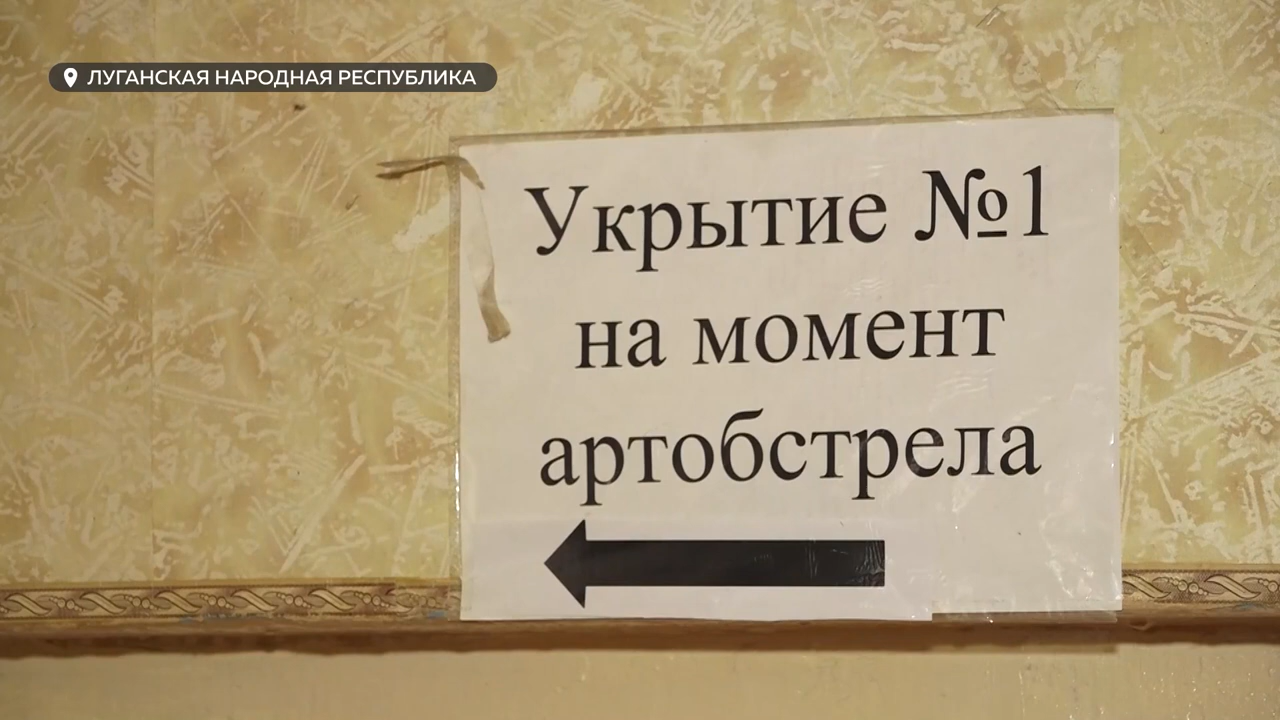 ЛУГАНСКАЯ НАРОДНАЯ РЕСПУБЛИКА
Укрытие №1
на момент
артобстрела